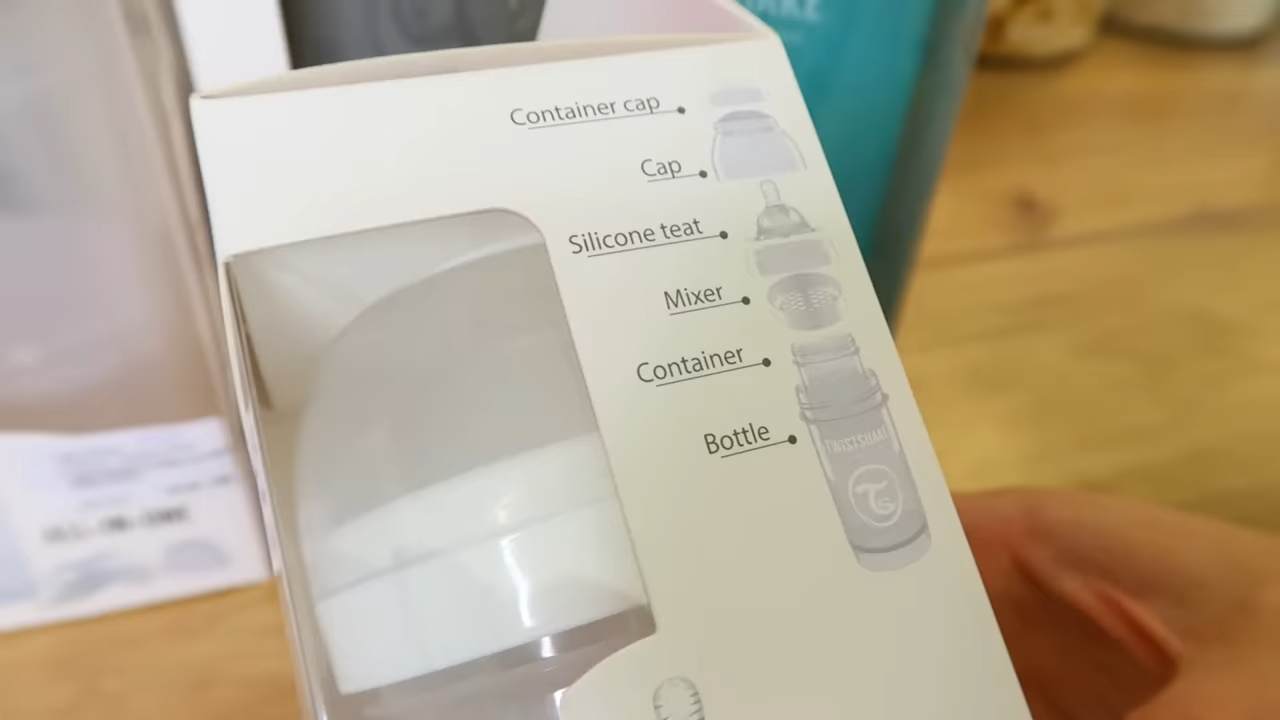 Container cap
Cap
Silicone teat
Mixer
Container
Bottle
TWISTSHAKE